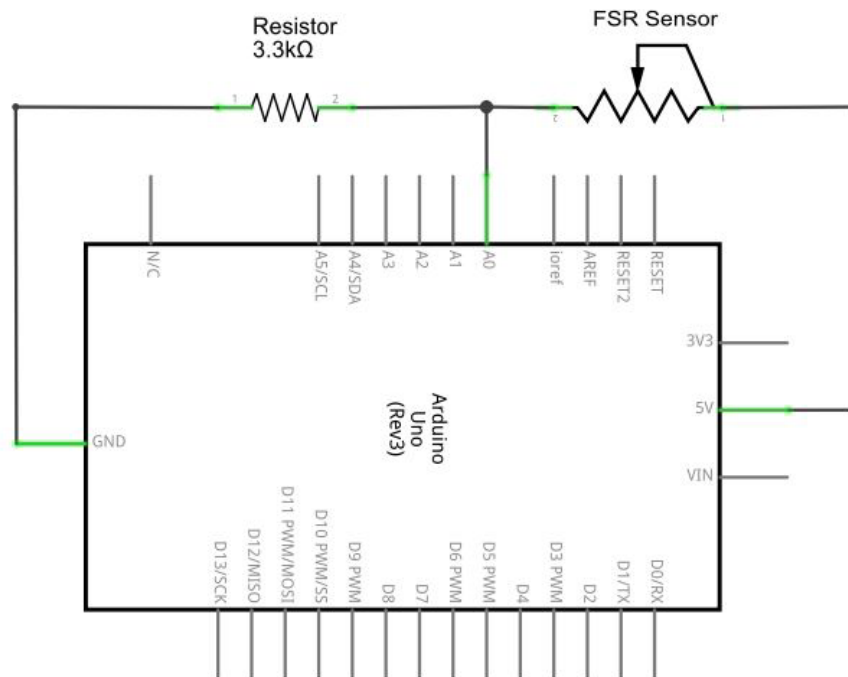 Resistor
3.3kΩ
FSR Sensor
1
2
2
1
N/C
A5/SCL
A4/SDA
A3
A2
A1
A0
ioref
AREF
RESET2
RESET
3V3
5V
VIN
GND
Arduino
Uno
(Rev3)
D13/SCK
D12/MISO
D11 PWM/MOSI
D10 PWM/SS
D9 PWM
D8
D7
D6 PWM
D5 PWM
D4
D3 PWM
D2
D1/TX
D0/RX